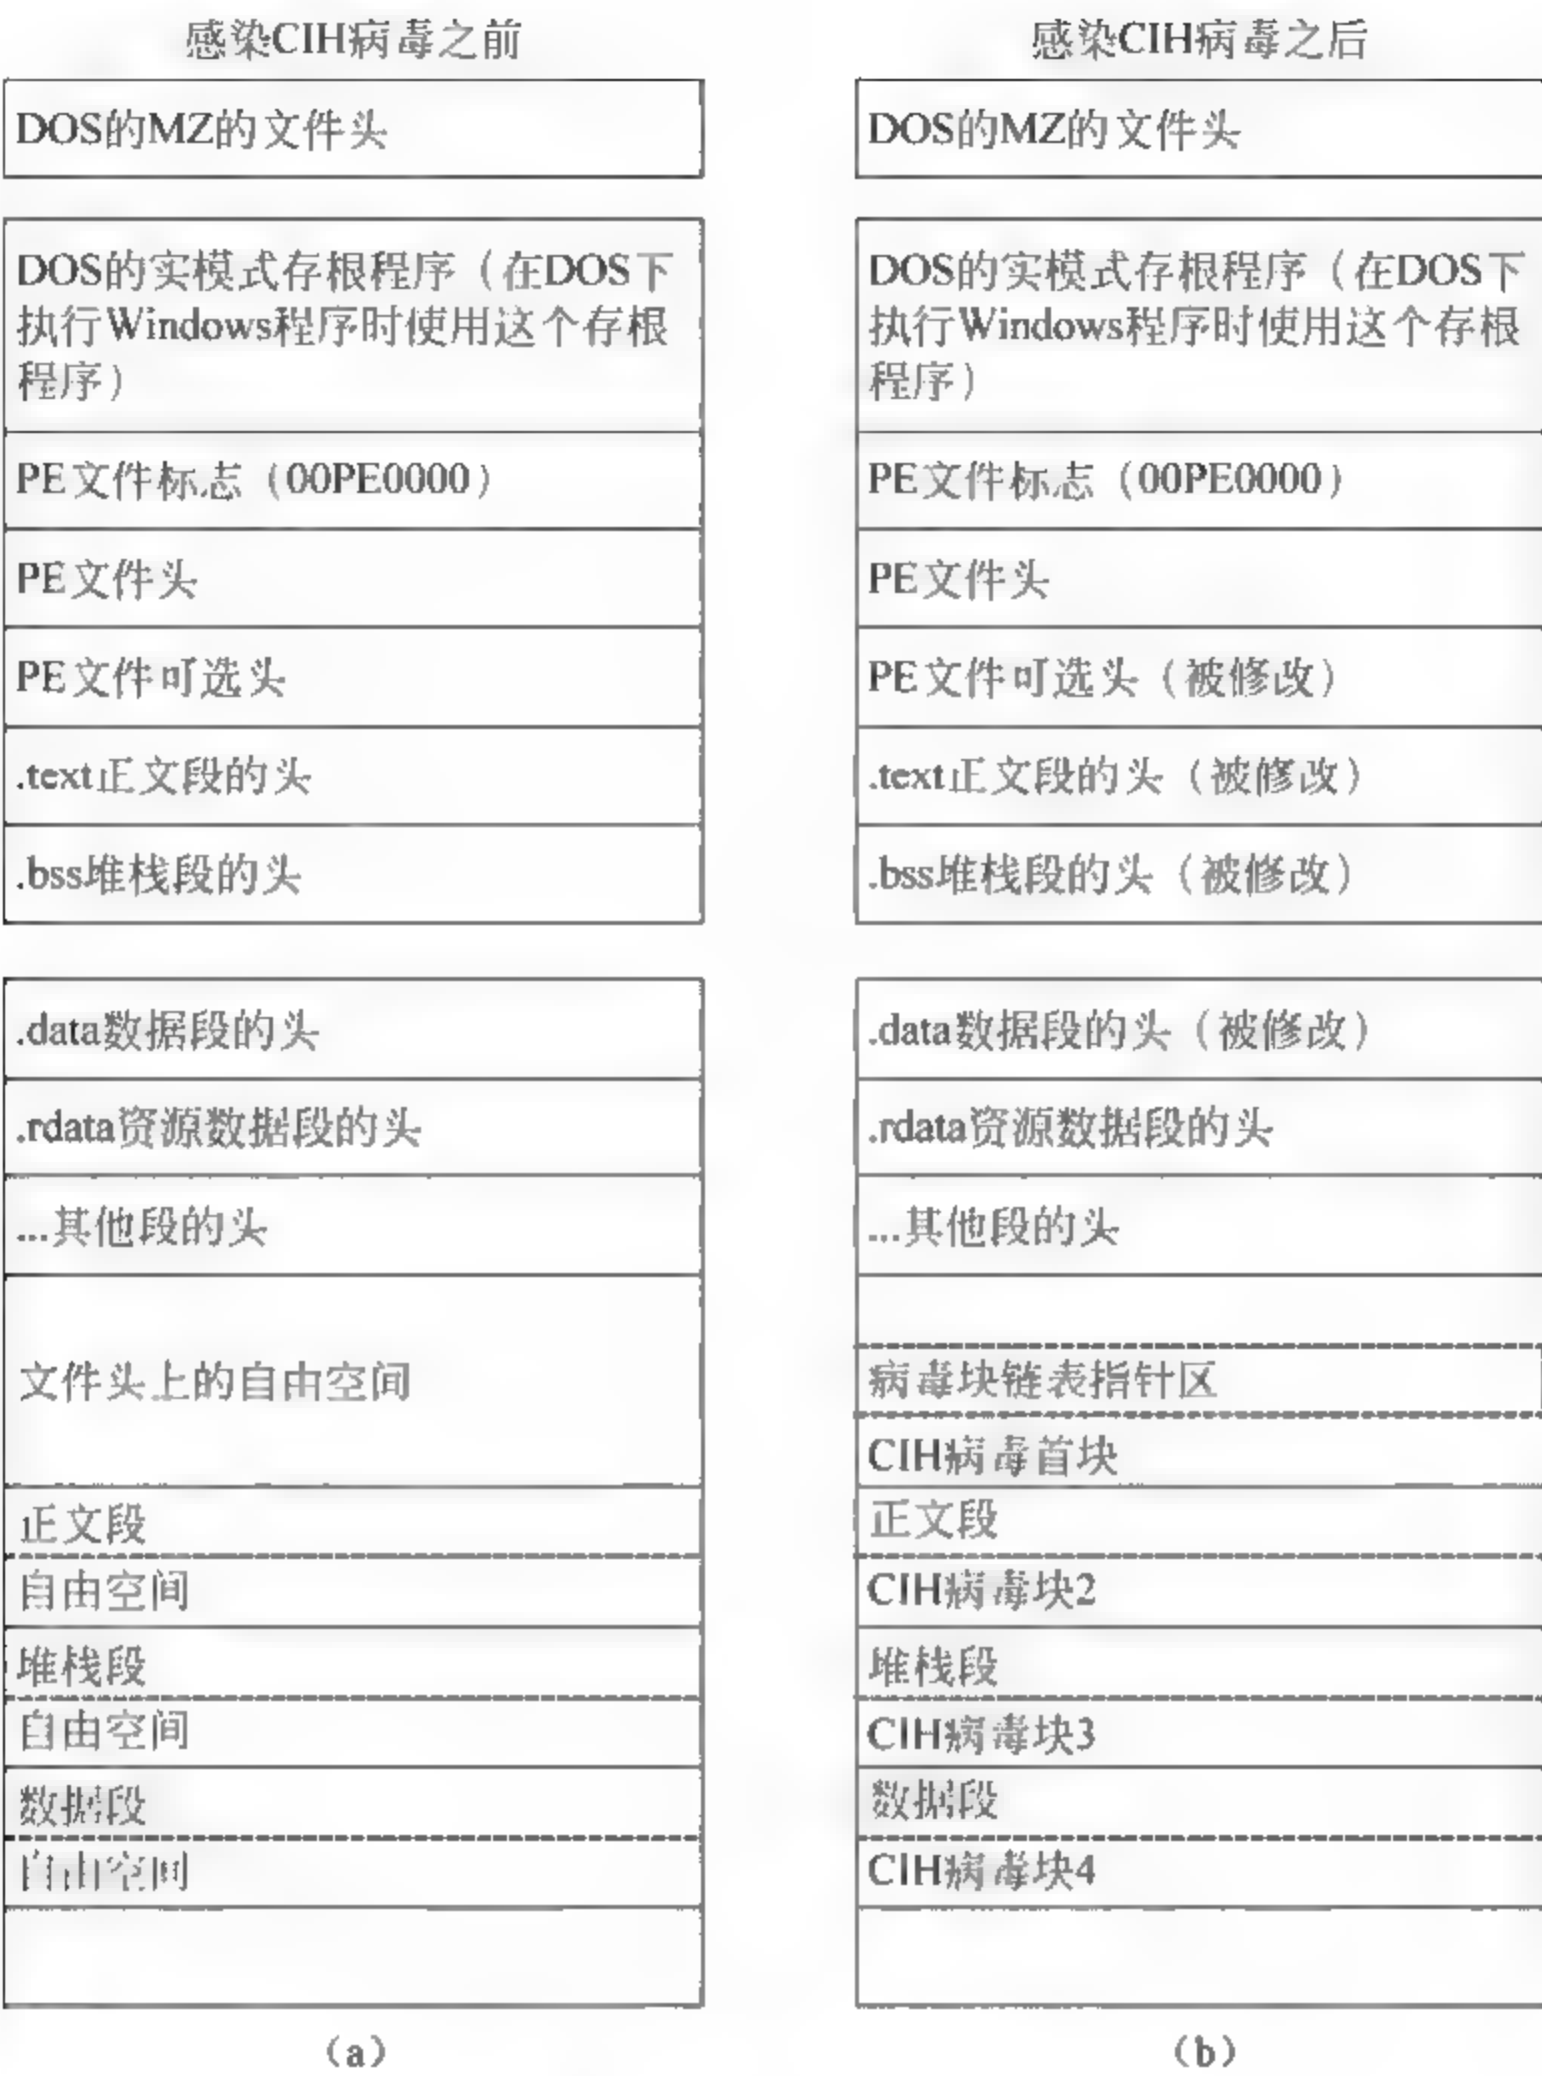 感染CIH病毒之前
DOS的MZ的文件头
DOS的实模式存根程序（在DOS下
执行Windows程序时使用这个存根
程序）
PE文件标志（00PE0000）
PE文件头
PE文件可选头
.text正文段的头
.bss堆栈段的头
.data数据段的头
.rdata资源数据段的头
...其他段的头
文件头上的自由空间
正文段
自由空间
堆栈段
自由空间
数据段
自由空间
（a）
感染CIH病毒之后
DOS的MZ的文件头
DOS的实模式存根程序（在DOS下
执行Windows程序时使用这个存根
程序）
PE文件标志（00PE0000）
PE文件头
PE文件可选头（被修改）
.text正文段的头（被修改）
.bss堆栈段的头（被修改）
.data数据段的头（被修改）
.rdata资源数据段的头
...其他段的头
病毒块链表指针区
CIH病毒首块
正文段
CIH病毒块2
堆栈段
CIH病毒块3
数据段
CIH病毒块4
（b）